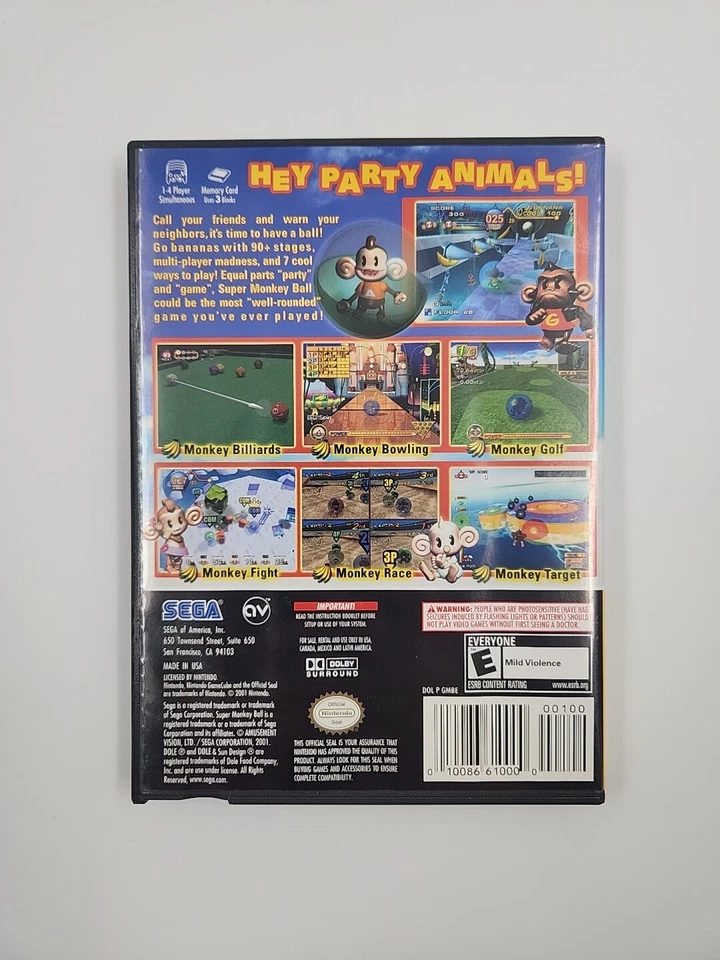 HEY PARTY ANIMALS!
1-4 Player
Simultaneous
Memory Card
Uses 3 Blocks
Call your friends and warn your
neighbors, it's time to have a ball!
Go bananas with 90+ stages,
multi-player madness, and 7 cool
ways to play! Equal parts "party"
and "game", Super Monkey Ball
could be the most "well-rounded"
game you've ever played!
SCORE
300
025
FLOOR 28
G
Monkey Billiards
Monkey Bowling
Monkey Golf
Monkey Fight
Monkey Race
Monkey Target
SEGA
av
SEGA of America, Inc.
650 Townsend Street, Suite 650
San Francisco, CA 94103
MADE IN USA
LICENSED BY NINTENDO.
Nintendo, Nintendo GameCube and the Official Seal
are trademarks of Nintendo. © 2001 Nintendo.
Sega is a registered trademark or trademark
of Sega Corporation. Super Monkey Ball is a
registered trademark or a trademark of Sega
Corporation and its affiliates. © AMUSEMENT
VISION, LTD. / SEGA CORPORATION, 2001.
DOLE ® and DOLE & Sun Design ® are
registered trademarks of Dole Food Company,
Inc. and are use under license. All Rights
Reserved, www.sega.com.
IMPORTANT!
READ THE INSTRUCTION BOOKLET BEFORE
SETUP OR USE OF YOUR SYSTEM.
FOR SALE, RENTAL AND USE ONLY IN USA,
CANADA, MEXICO AND LATIN AMERICA.
DOLBY
SURROUND
Official
Nintendo
Seal
THIS OFFICIAL SEAL IS YOUR ASSURANCE THAT
NINTENDO HAS APPROVED THE QUALITY OF THIS
PRODUCT. ALWAYS LOOK FOR THIS SEAL WHEN
BUYING GAMES AND ACCESSORIES TO ENSURE
COMPLETE COMPATIBILITY.
WARNING: PEOPLE WHO ARE PHOTOSENSITIVE (HAVE HAD
SEIZURES INDUCED BY FLASHING LIGHTS OR PATTERNS) SHOULD
NOT PLAY VIDEO GAMES WITHOUT FIRST SEEING A DOCTOR.
EVERYONE
E
Mild Violence
ESRB CONTENT RATING www.esrb.org
DOL P GMBE
00100
0 10086 61000 0